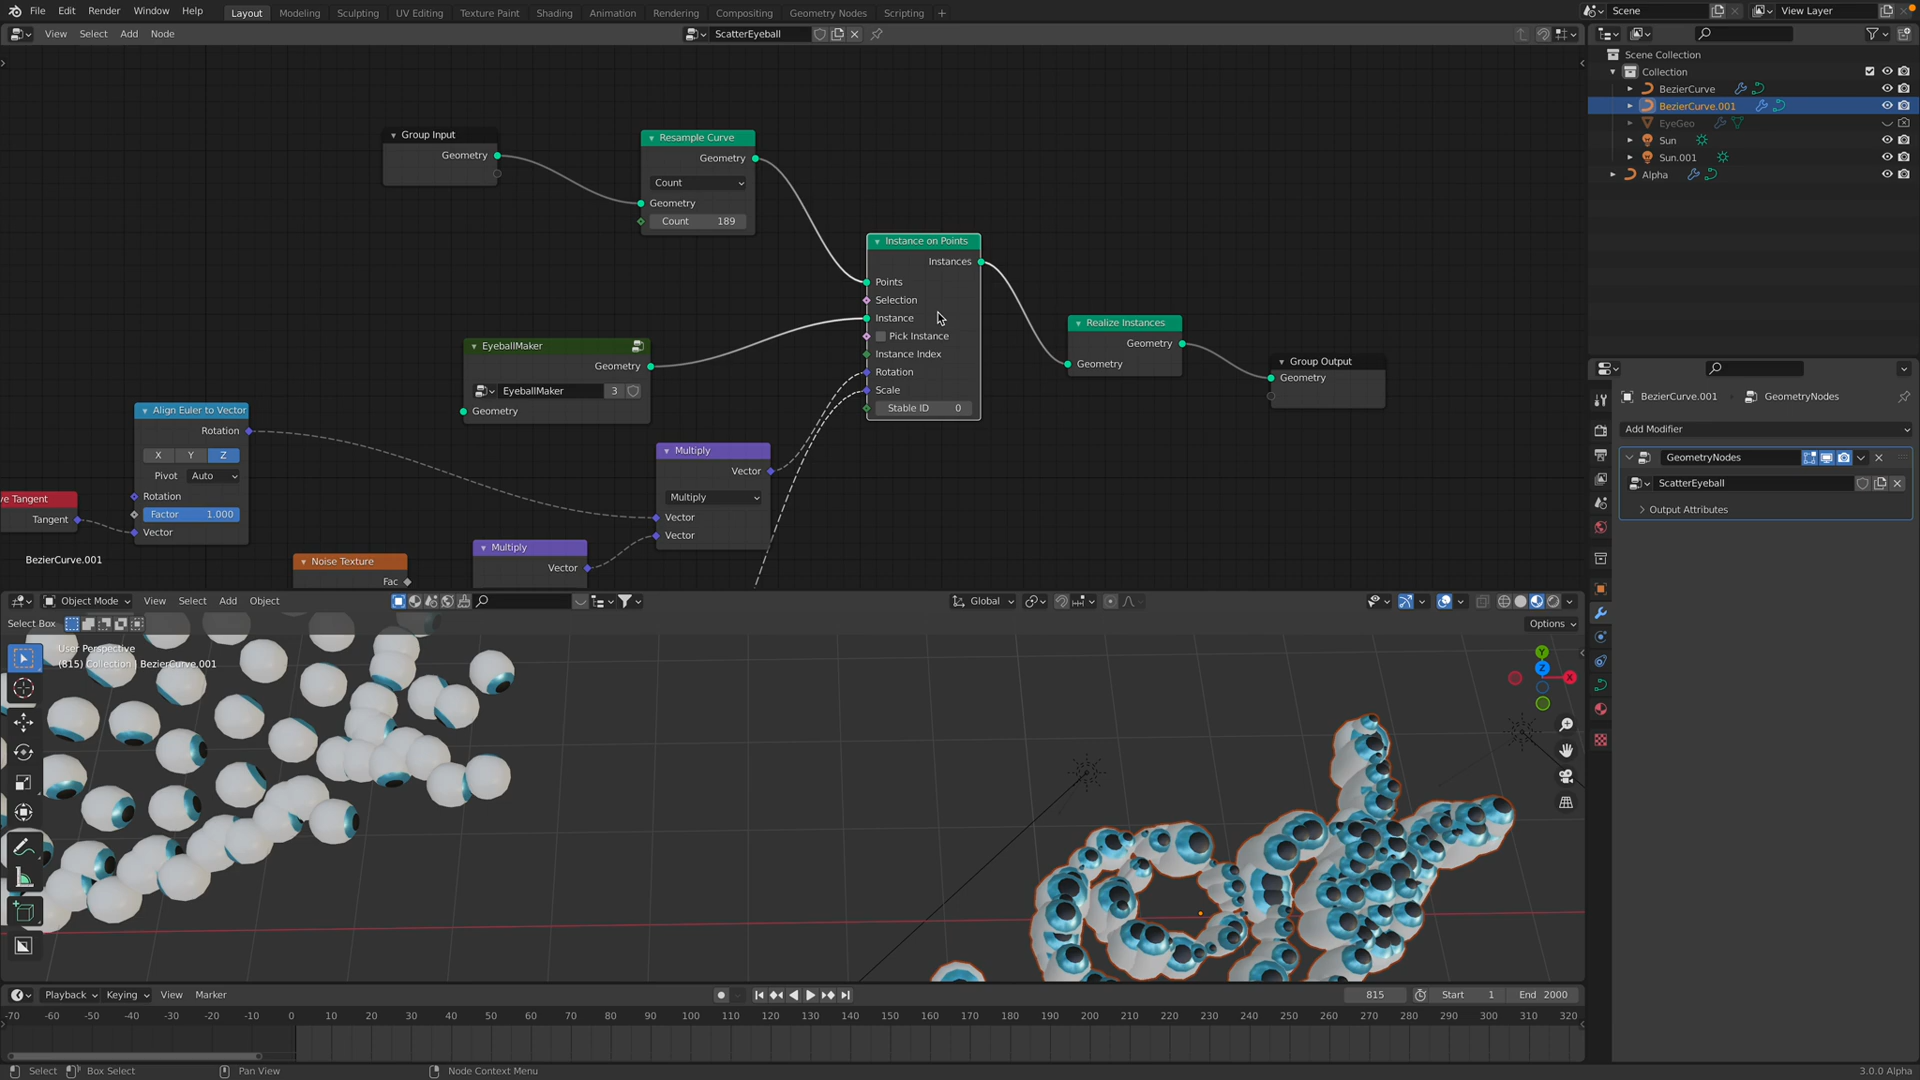 File Edit Render Window Help
Layout Modeling Sculpting UV Editing Texture Paint Shading Animation Rendering Compositing Geometry Nodes Scripting +
Scene
View Layer
View Select Add Node
ScatterEyeball
Scene Collection
Collection
BezierCurve
BezierCurve.001
EyeGeo
Sun
Sun.001
Alpha
Group Input
Geometry
Resample Curve
Geometry
Count
Geometry
Count 189
Instance on Points
Instances
Points
Selection
Instance
Pick Instance
Instance Index
Rotation
Scale
Stable ID 0
EyeballMaker
Geometry
EyeballMaker 3
Geometry
Realize Instances
Geometry
Geometry
Group Output
Geometry
Align Euler to Vector
Rotation
X Y Z
Pivot Auto
Rotation
Factor 1.000
Vector
ve Tangent
Tangent
Multiply
Vector
Multiply
Vector
Vector
Multiply
Vector
Noise Texture
Fac
BezierCurve.001
BezierCurve.001 GeometryNodes
Add Modifier
GeometryNodes
ScatterEyeball
Output Attributes
Object Mode View Select Add Object
Global
Select Box
Options
User Perspective
(815) Collection | BezierCurve.001
Y
Z
X
Playback Keying View Marker
815 Start 1 End 2000
-70 -60 -50 -40 -30 -20 -10 0 10 20 30 40 50 60 70 80 90 100 110 120 130 140 150 160 170 180 190 200 210 220 230 240 250 260 270 280 290 300 310 320
Select Box Select Pan View Node Context Menu
3.0.0 Alpha